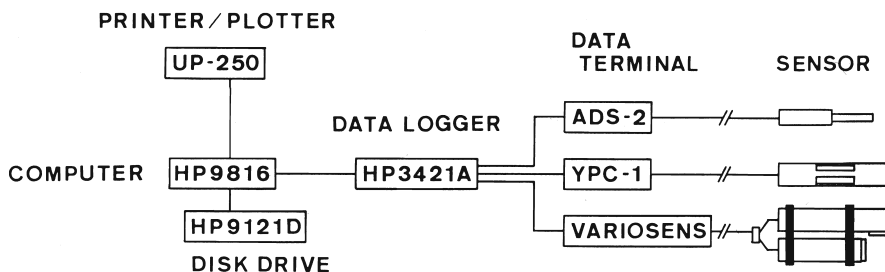 PRINTER/PLOTTER
UP-250
DATA
TERMINAL
SENSOR
DATA LOGGER
ADS-2
COMPUTER
HP9816
HP3421A
YPC-1
HP9121D
VARIOSENS
DISK DRIVE